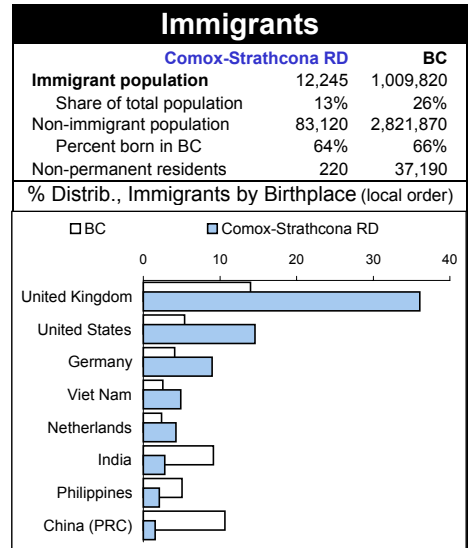 Immigrants
Comox-Strathcona RD BC
Immigrant population 12,245 1,009,820
Share of total population 13% 26%
Non-immigrant population 83,120 2,821,870
Percent born in BC 64% 66%
Non-permanent residents 220 37,190
% Distrib., Immigrants by Birthplace (local order)
BC Comox-Strathcona RD
0 10 20 30 40
United Kingdom
United States
Germany
Viet Nam
Netherlands
India
Philippines
China (PRC)